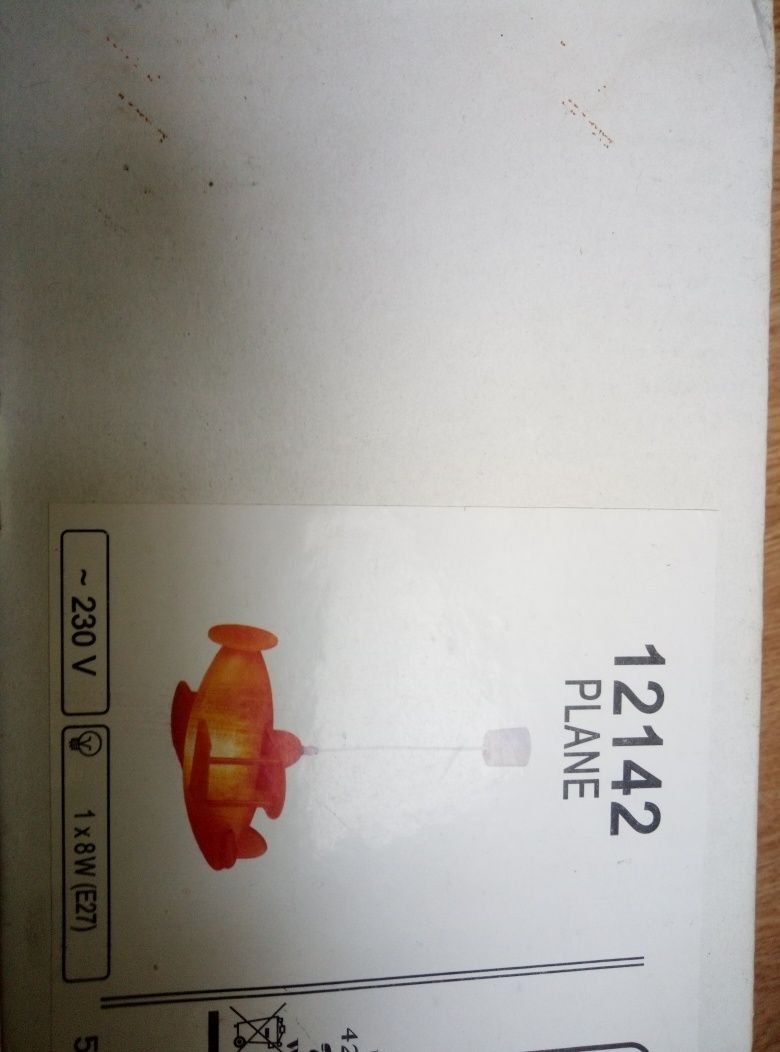 12142
PLANE
~ 230 V
1 x 8W (E27)